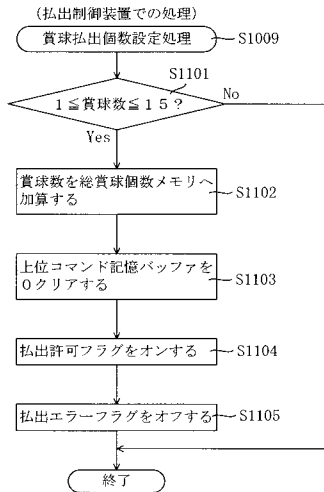 (払出制御装置での処理)
賞球払出個数設定処理
S1009
S1101
1≦賞球数≦15?
No
Yes
賞球数を総賞球個数メモリへ
加算する
S1102
上位コマンド記憶バッファを
0クリアする
S1103
払出許可フラグをオンする
S1104
払出エラーフラグをオフする
S1105
終了